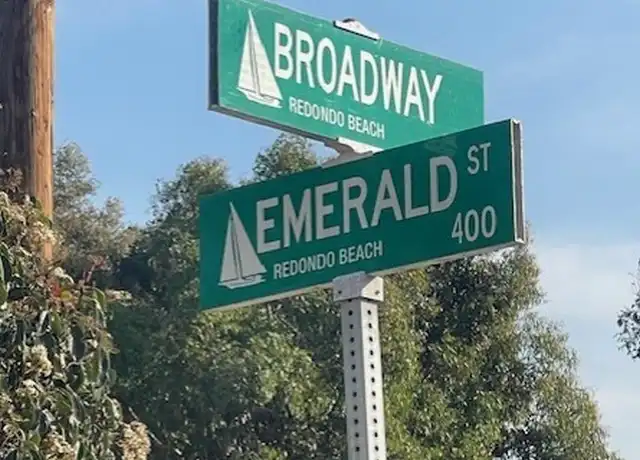 BROADWAY
REDONDO BEACH
EMERALD ST
400
REDONDO BEACH